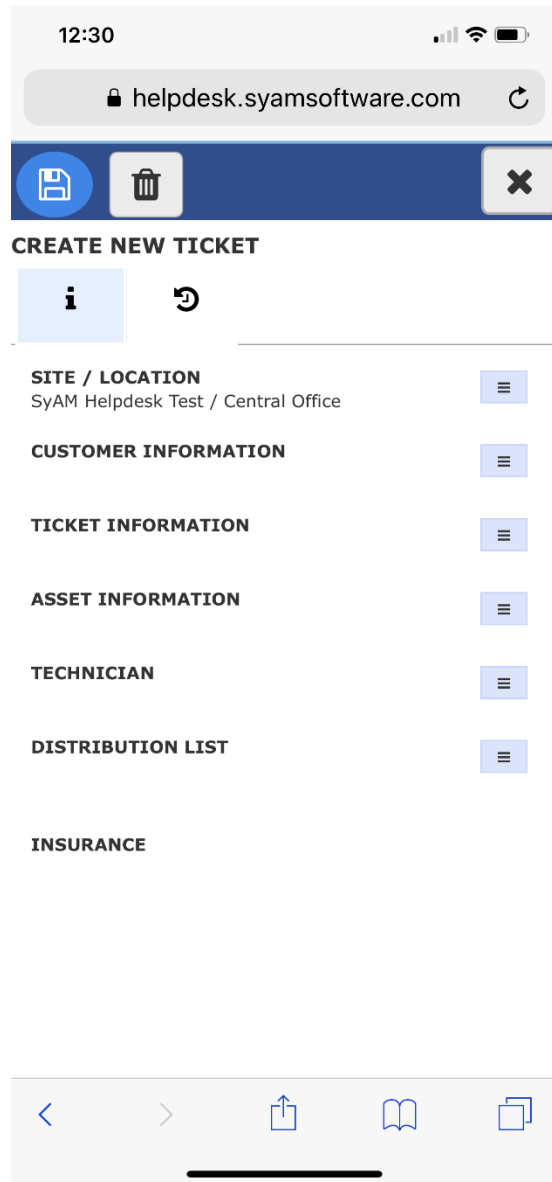 12:30
helpdesk.syamsoftware.com
CREATE NEW TICKET
SITE / LOCATION
SyAM Helpdesk Test / Central Office
CUSTOMER INFORMATION
TICKET INFORMATION
ASSET INFORMATION
TECHNICIAN
DISTRIBUTION LIST
INSURANCE